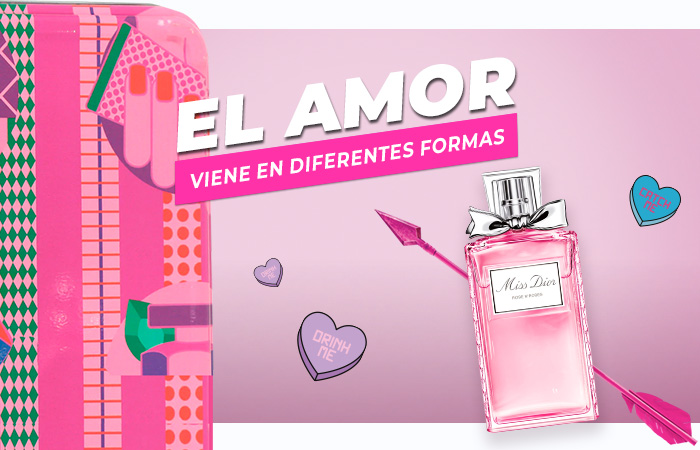 EL AMOR
VIENE EN DIFERENTES FORMAS
CATCH
ME
DRINK
ME
Miss Dior
ROSE N'ROSES